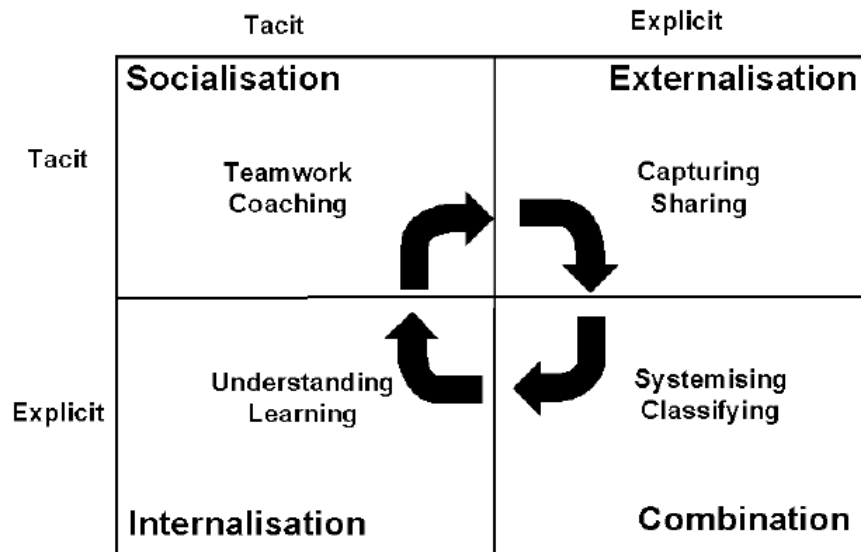 Tacit
Explicit
Socialisation
Externalisation
Tacit
Teamwork
Coaching
Capturing
Sharing
Explicit
Understanding
Learning
Systemising
Classifying
Internalisation
Combination